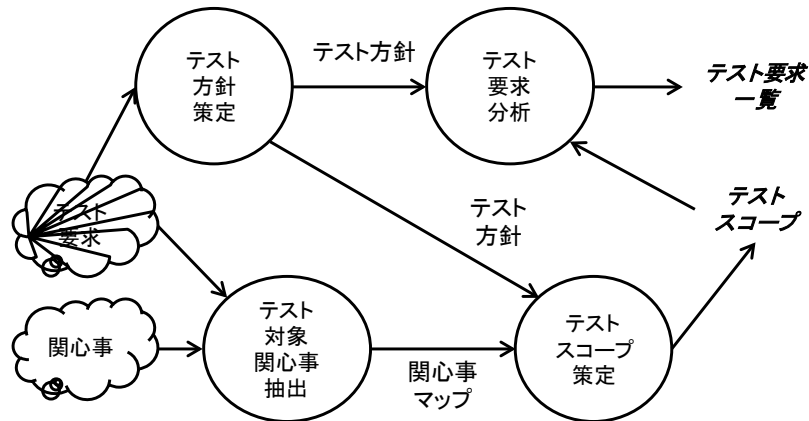 テスト
方針
策定
テスト方針
テスト
要求
分析
テスト要求
一覧
テスト
要求
テスト
方針
テスト
スコープ
関心事
テスト
対象
関心事
抽出
関心事
マップ
テスト
スコープ
策定